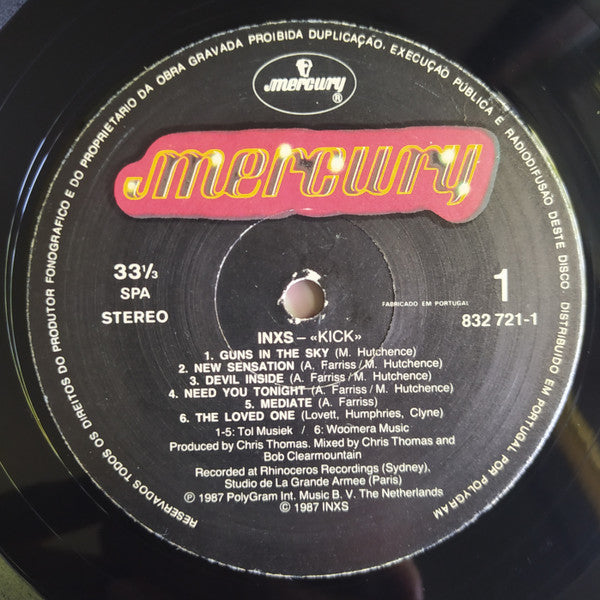 RESERVADOS TODOS OS DIREITOS DO PRODUTOR FONOGRAFICO E DO PROPRIETARIO DA OBRA GRAVADA PROIBIDA DUPLICAÇÃO, EXECUÇÃO PÚBLICA E RADIODIFUSÃO DESTE DISCO. DISTRIBUIDO EM PORTUGAL POR POLYGRAM
mercury ®
mercury
33⅓
SPA
STEREO
FABRICADO EM PORTUGAL
1
832 721-1
INXS – «KICK»
1. GUNS IN THE SKY (M. Hutchence)
2. NEW SENSATION (A. Farriss/M. Hutchence)
3. DEVIL INSIDE (A. Farriss/M. Hutchence)
4. NEED YOU TONIGHT (A. Farriss/M. Hutchence)
5. MEDIATE (A. Farriss)
6. THE LOVED ONE (Lovett, Humphries, Clyne)
1-5: Tol Musiek / 6: Woomera Music
Produced by Chris Thomas. Mixed by Chris Thomas and
Bob Clearmountain
Recorded at Rhinoceros Recordings (Sydney),
Studio de La Grande Armee (Paris)
℗ 1987 PolyGram Int. Music B. V. The Netherlands
© 1987 INXS